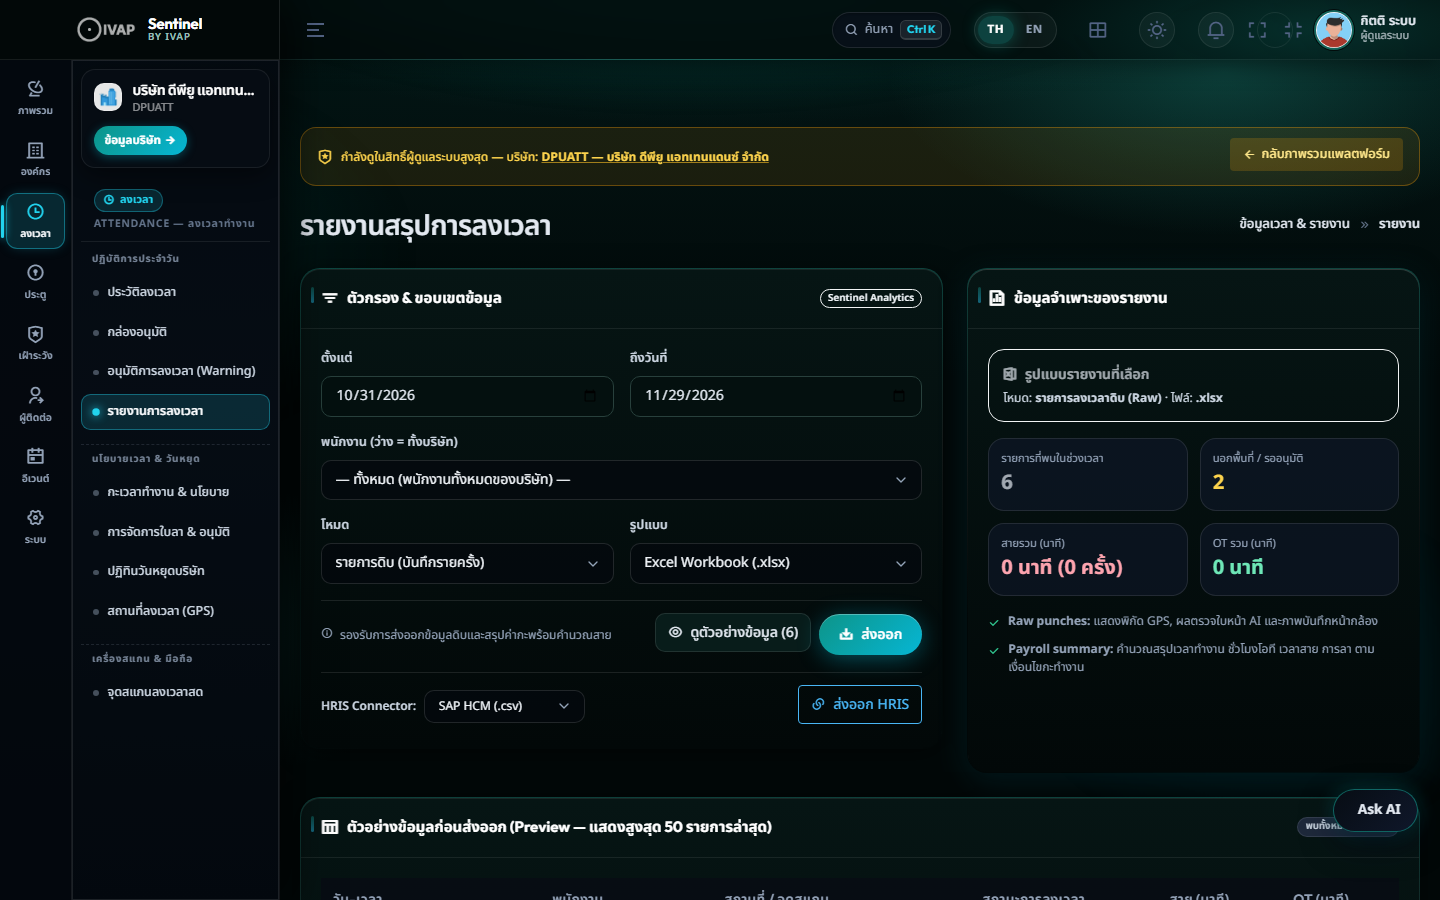 IVAP
Sentinel
BY IVAP
ค้นหา
Ctrl K
TH
EN
กิตติ ระบบ
ผู้ดูแลระบบ
ภาพรวม
องค์กร
ลงเวลา
ประตู
เฝ้าระวัง
ผู้ติดต่อ
อีเวนต์
ระบบ
บริษัท ดีพียู แอทเทน...
DPUATT
ข้อมูลบริษัท →
ลงเวลา
ATTENDANCE — ลงเวลาทำงาน
ปฏิบัติการประจำวัน
ประวัติลงเวลา
กล่องอนุมัติ
อนุมัติการลงเวลา (Warning)
รายงานการลงเวลา
นโยบายเวลา & วันหยุด
กะเวลาทำงาน & นโยบาย
การจัดการใบลา & อนุมัติ
ปฏิทินวันหยุดบริษัท
สถานที่ลงเวลา (GPS)
เครื่องสแกน & มือถือ
จุดสแกนลงเวลาสด
กำลังดูในสิทธิ์ผู้ดูแลระบบสูงสุด — บริษัท: DPUATT — บริษัท ดีพียู แอทเทนแดนซ์ จำกัด
← กลับภาพรวมแพลตฟอร์ม
รายงานสรุปการลงเวลา
ข้อมูลเวลา & รายงาน » รายงาน
ตัวกรอง & ขอบเขตข้อมูล
Sentinel Analytics
ตั้งแต่
ถึงวันที่
10/31/2026
11/29/2026
พนักงาน (ว่าง = ทั้งบริษัท)
— ทั้งหมด (พนักงานทั้งหมดของบริษัท) —
โหมด
รูปแบบ
รายการดิบ (บันทึกรายครั้ง)
Excel Workbook (.xlsx)
รองรับการส่งออกข้อมูลดิบและสรุปค่ากะพร้อมคำนวณสาย
ดูตัวอย่างข้อมูล (6)
ส่งออก
HRIS Connector:
SAP HCM (.csv)
ส่งออก HRIS
ข้อมูลจำเพาะของรายงาน
รูปแบบรายงานที่เลือก
โหมด: รายการลงเวลาดิบ (Raw) · ไฟล์: .xlsx
รายการที่พบในช่วงเวลา
6
นอกพื้นที่ / รออนุมัติ
2
สายรวม (นาที)
0 นาที (0 ครั้ง)
OT รวม (นาที)
0 นาที
Raw punches: แสดงพิกัด GPS, ผลตรวจใบหน้า AI และภาพบันทึกหน้ากล้อง
Payroll summary: คำนวณสรุปเวลาทำงาน ชั่วโมงโอที เวลาสาย การลา ตาม
เงื่อนไขกะทำงาน
ตัวอย่างข้อมูลก่อนส่งออก (Preview — แสดงสูงสุด 50 รายการล่าสุด)
Ask AI